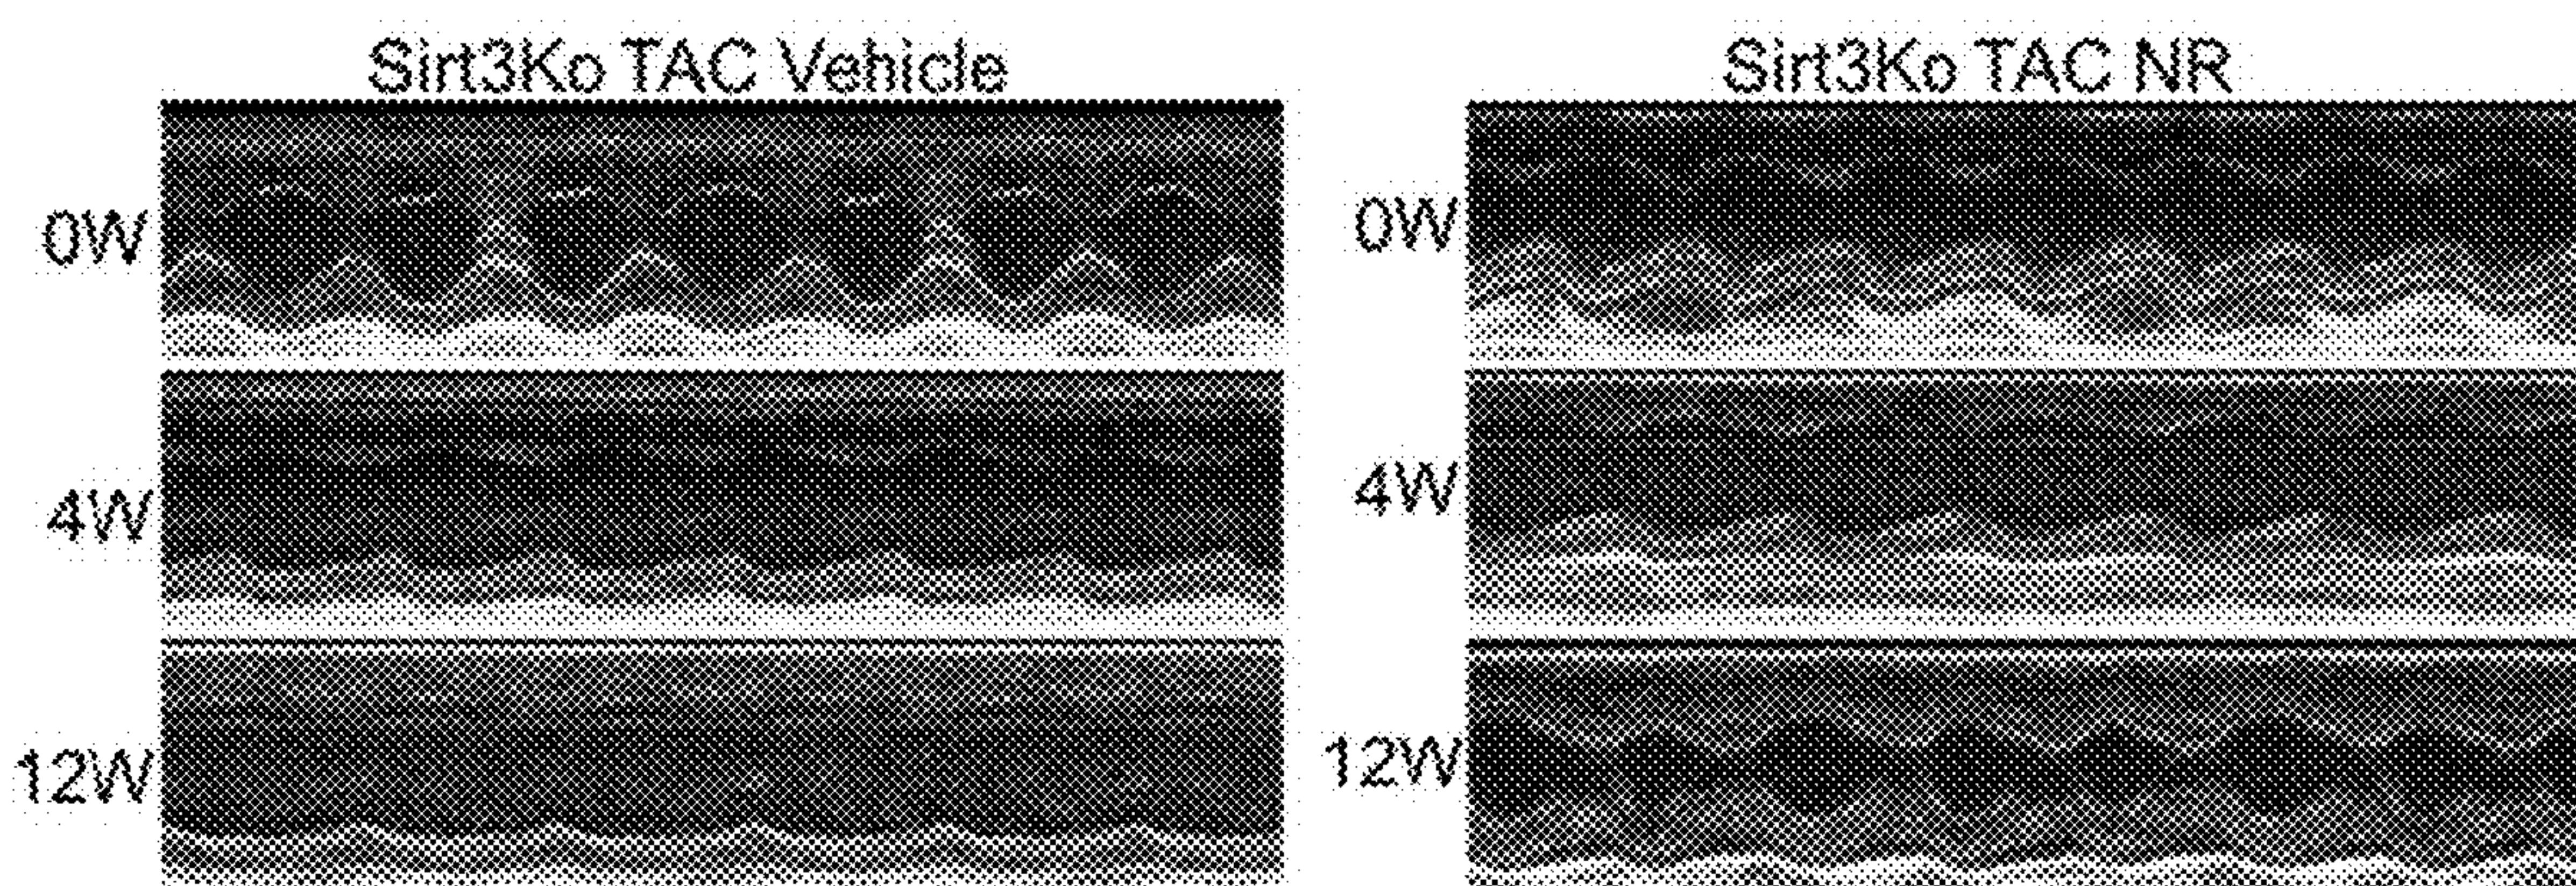 Sirt3Ko TAC Vehicle
0W
4W
12W
Sirt3Ko TAC NR
0W
4W
12W